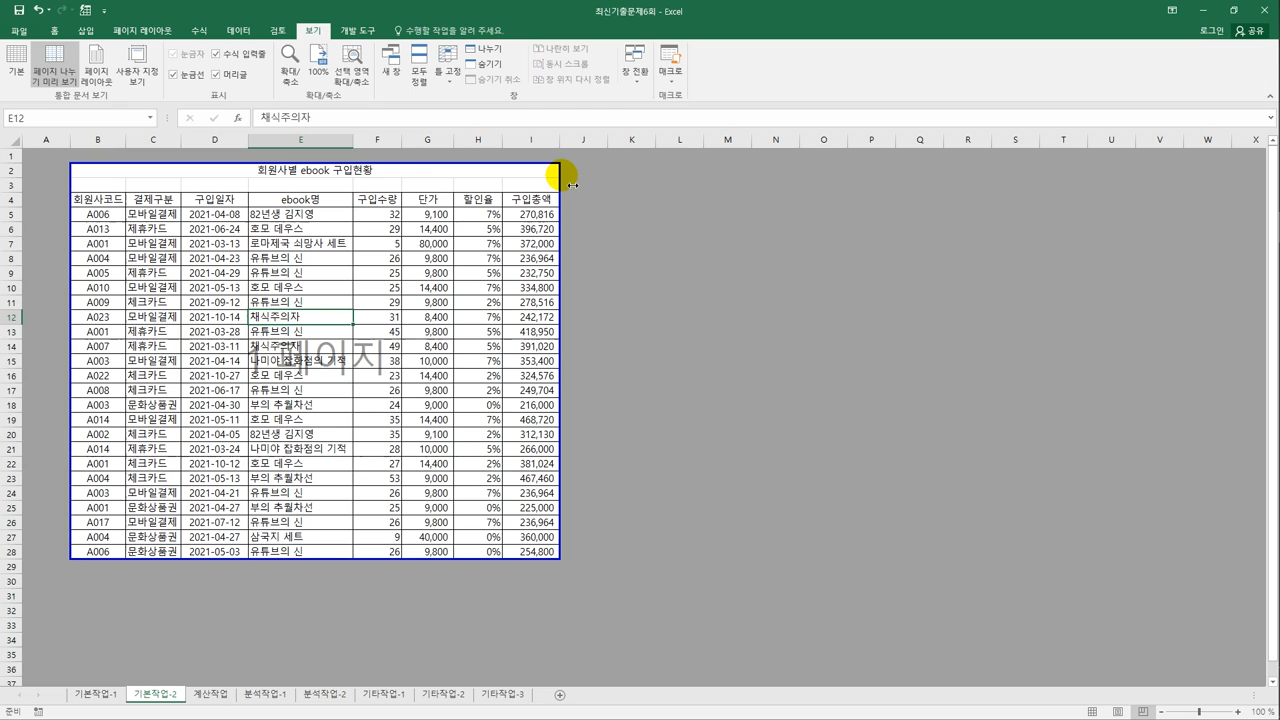 최신기출문제6회 - Excel
파일 홈 삽입 페이지 레이아웃 수식 데이터 검토 보기 개발 도구 수행할 작업을 알려 주세요. 로그인 공유
기본
페이지 나누기 미리 보기
페이지 레이아웃
사용자 지정 보기
통합 문서 보기
눈금자 수식 입력줄
눈금선 머리글
표시
확대/축소
100%
선택 영역 확대/축소
확대/축소
새 창
모두 정렬
틀 고정
나누기
숨기기
숨기기 취소
나란히 보기
동시 스크롤
창 위치 다시 정렬
창 전환
창
매크로
매크로
E12 fx 채식주의자
A B C D E F G H I J K L M N O P Q R S T U V W X
1
2 회원사별 ebook 구입현황
3
4 회원사코드 결제구분 구입일자 ebook명 구입수량 단가 할인율 구입총액
5 A006 모바일결제 2021-04-08 82년생 김지영 32 9,100 7% 270,816
6 A013 제휴카드 2021-06-24 호모 데우스 29 14,400 5% 396,720
7 A001 모바일결제 2021-03-13 로마제국 쇠망사 세트 5 80,000 7% 372,000
8 A004 모바일결제 2021-04-23 유튜브의 신 26 9,800 7% 236,964
9 A005 제휴카드 2021-04-29 유튜브의 신 25 9,800 5% 232,750
10 A010 모바일결제 2021-05-13 호모 데우스 25 14,400 7% 334,800
11 A009 체크카드 2021-09-12 유튜브의 신 29 9,800 2% 278,516
12 A023 모바일결제 2021-10-14 채식주의자 31 8,400 7% 242,172
13 A001 제휴카드 2021-03-28 유튜브의 신 45 9,800 5% 418,950
14 A007 제휴카드 2021-03-11 채식주의자 49 8,400 5% 391,020
1 페이지
15 A003 모바일결제 2021-04-14 나미야 잡화점의 기적 38 10,000 7% 353,400
16 A022 체크카드 2021-10-27 호모 데우스 23 14,400 2% 324,576
17 A008 체크카드 2021-06-17 유튜브의 신 26 9,800 2% 249,704
18 A003 문화상품권 2021-04-30 부의 추월차선 24 9,000 0% 216,000
19 A014 모바일결제 2021-05-11 호모 데우스 35 14,400 7% 468,720
20 A002 체크카드 2021-04-05 82년생 김지영 35 9,100 2% 312,130
21 A014 제휴카드 2021-03-24 나미야 잡화점의 기적 28 10,000 5% 266,000
22 A001 체크카드 2021-10-12 호모 데우스 27 14,400 2% 381,024
23 A004 체크카드 2021-05-13 부의 추월차선 53 9,000 2% 467,460
24 A003 모바일결제 2021-04-21 유튜브의 신 26 9,800 7% 236,964
25 A001 문화상품권 2021-04-27 부의 추월차선 25 9,000 0% 225,000
26 A017 모바일결제 2021-07-12 유튜브의 신 26 9,800 7% 236,964
27 A004 문화상품권 2021-04-27 삼국지 세트 9 40,000 0% 360,000
28 A006 문화상품권 2021-05-03 유튜브의 신 26 9,800 0% 254,800
29
30
31
32
33
34
35
36
37
기본작업-1 기본작업-2 계산작업 분석작업-1 분석작업-2 기타작업-1 기타작업-2 기타작업-3
준비 100 %